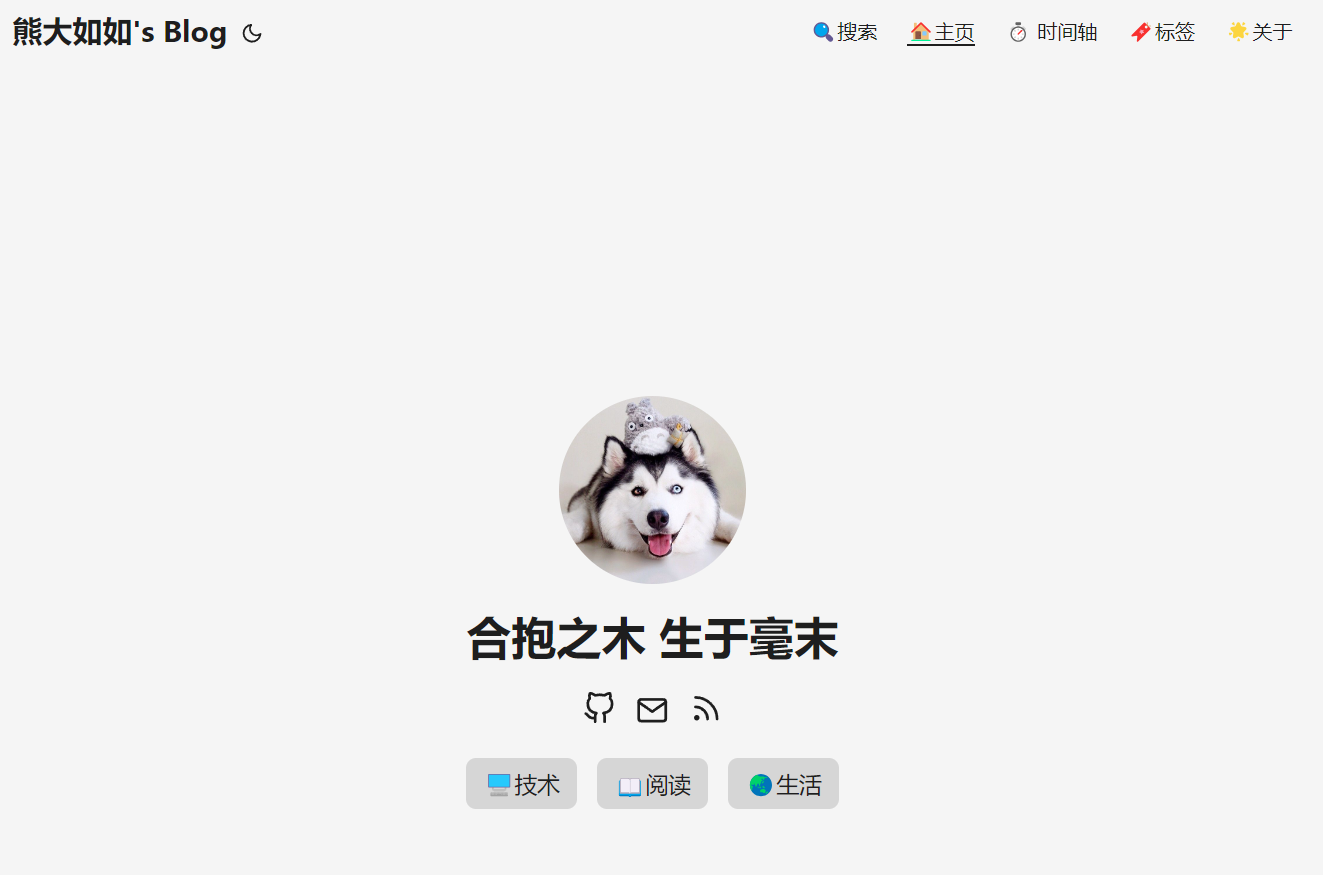 熊大如如's Blog
🔍搜索 🏠主页 ⏱ 时间轴 🔖标签 🌟关于
合抱之木 生于毫末
🖥️技术 📖阅读 🌏生活